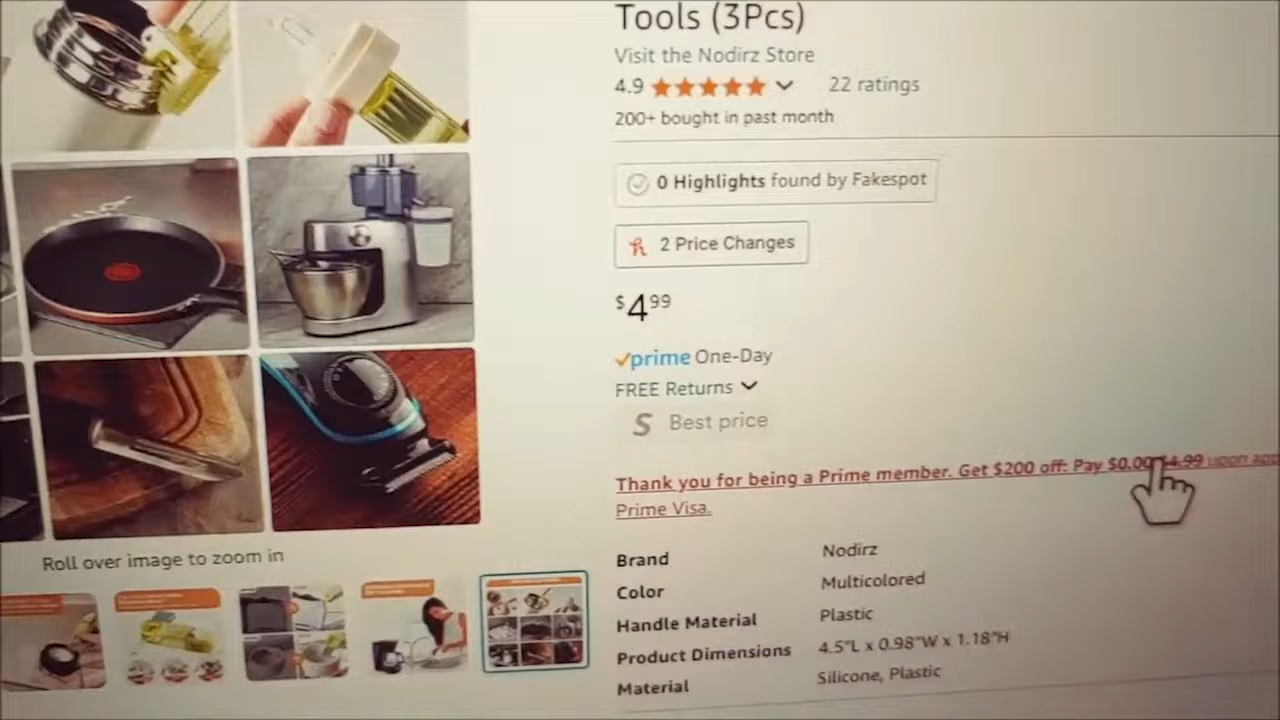 Tools (3Pcs)
Visit the Nodirz Store
4.9 22 ratings
200+ bought in past month
0 Highlights found by Fakespot
2 Price Changes
$4 99
prime One-Day
FREE Returns
S Best price
Thank you for being a Prime member. Get $200 off: Pay $0.00 $4.99 upon
Prime Visa.
Roll over image to zoom in
Brand Nodirz
Color Multicolored
Handle Material Plastic
Product Dimensions 4.5"L x 0.98"W x 1.18"H
Material Silicone, Plastic